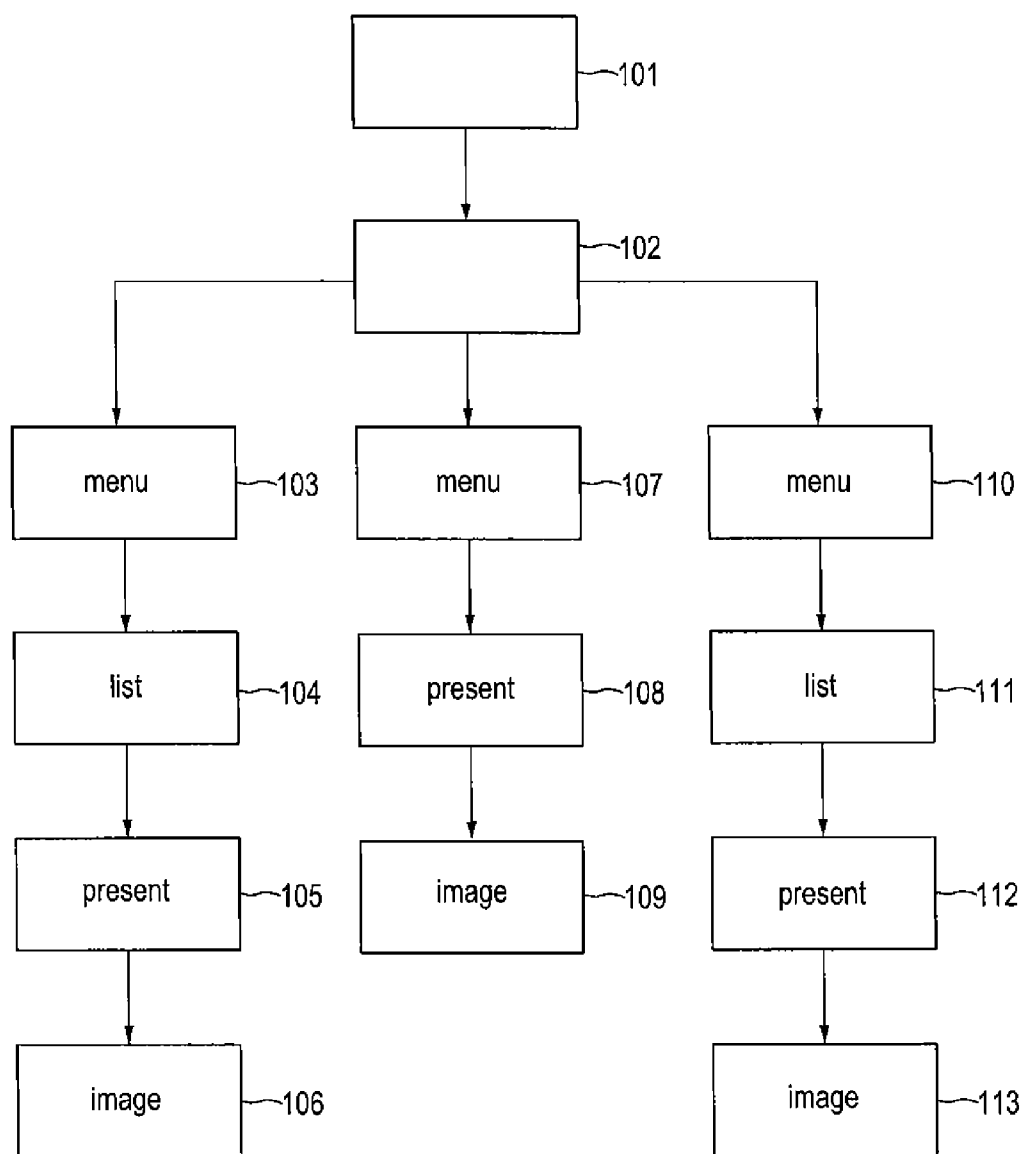 101
102
menu 103
menu 107
menu 110
list 104
present 108
list 111
present 105
image 109
present 112
image 106
image 113